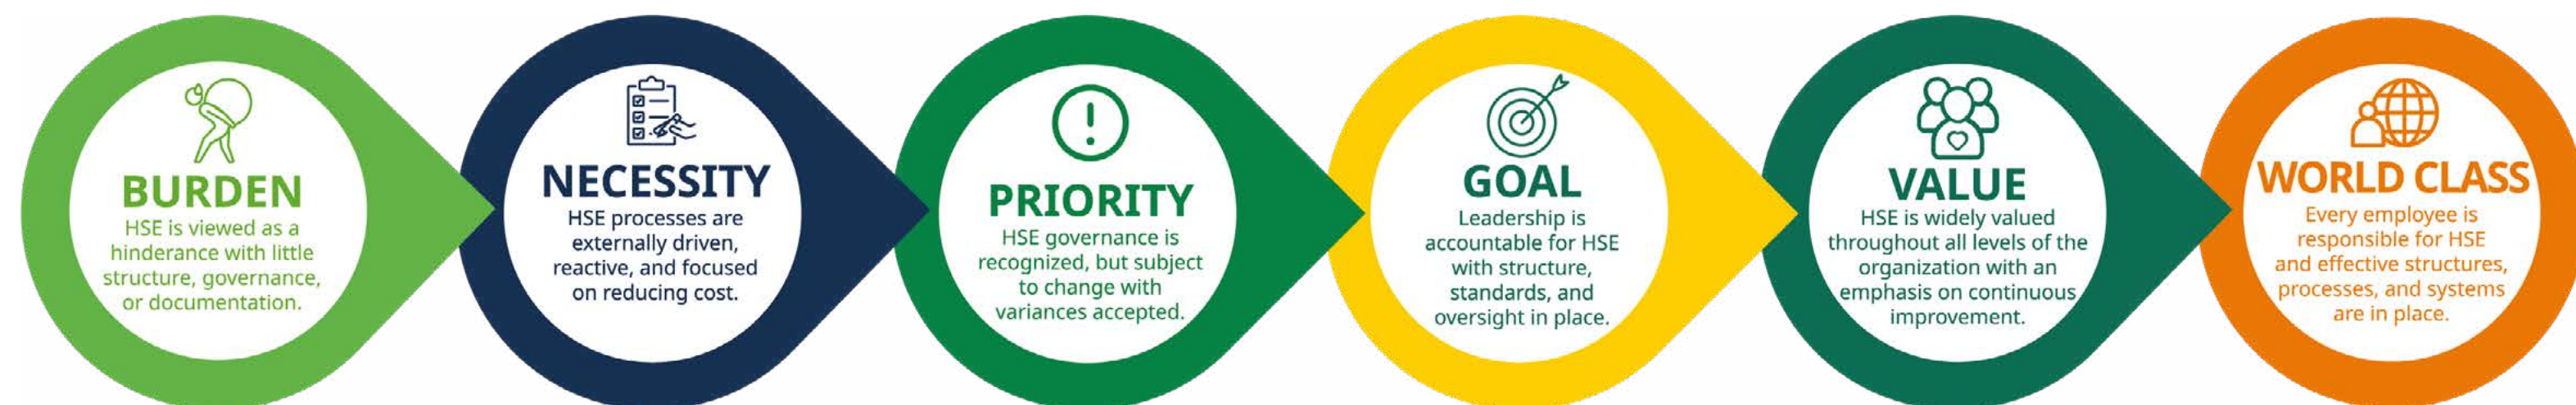 BURDEN
HSE is viewed as a
hinderance with little
structure, governance,
or documentation.
NECESSITY
HSE processes are
externally driven,
reactive, and focused
on reducing cost.
PRIORITY
HSE governance is
recognized, but subject
to change with
variances accepted.
GOAL
Leadership is
accountable for HSE
with structure,
standards, and
oversight in place.
VALUE
HSE is widely valued
throughout all levels of the
organization with an
emphasis on continuous
improvement.
WORLD CLASS
Every employee is
responsible for HSE
and effective structures,
processes, and systems
are in place.